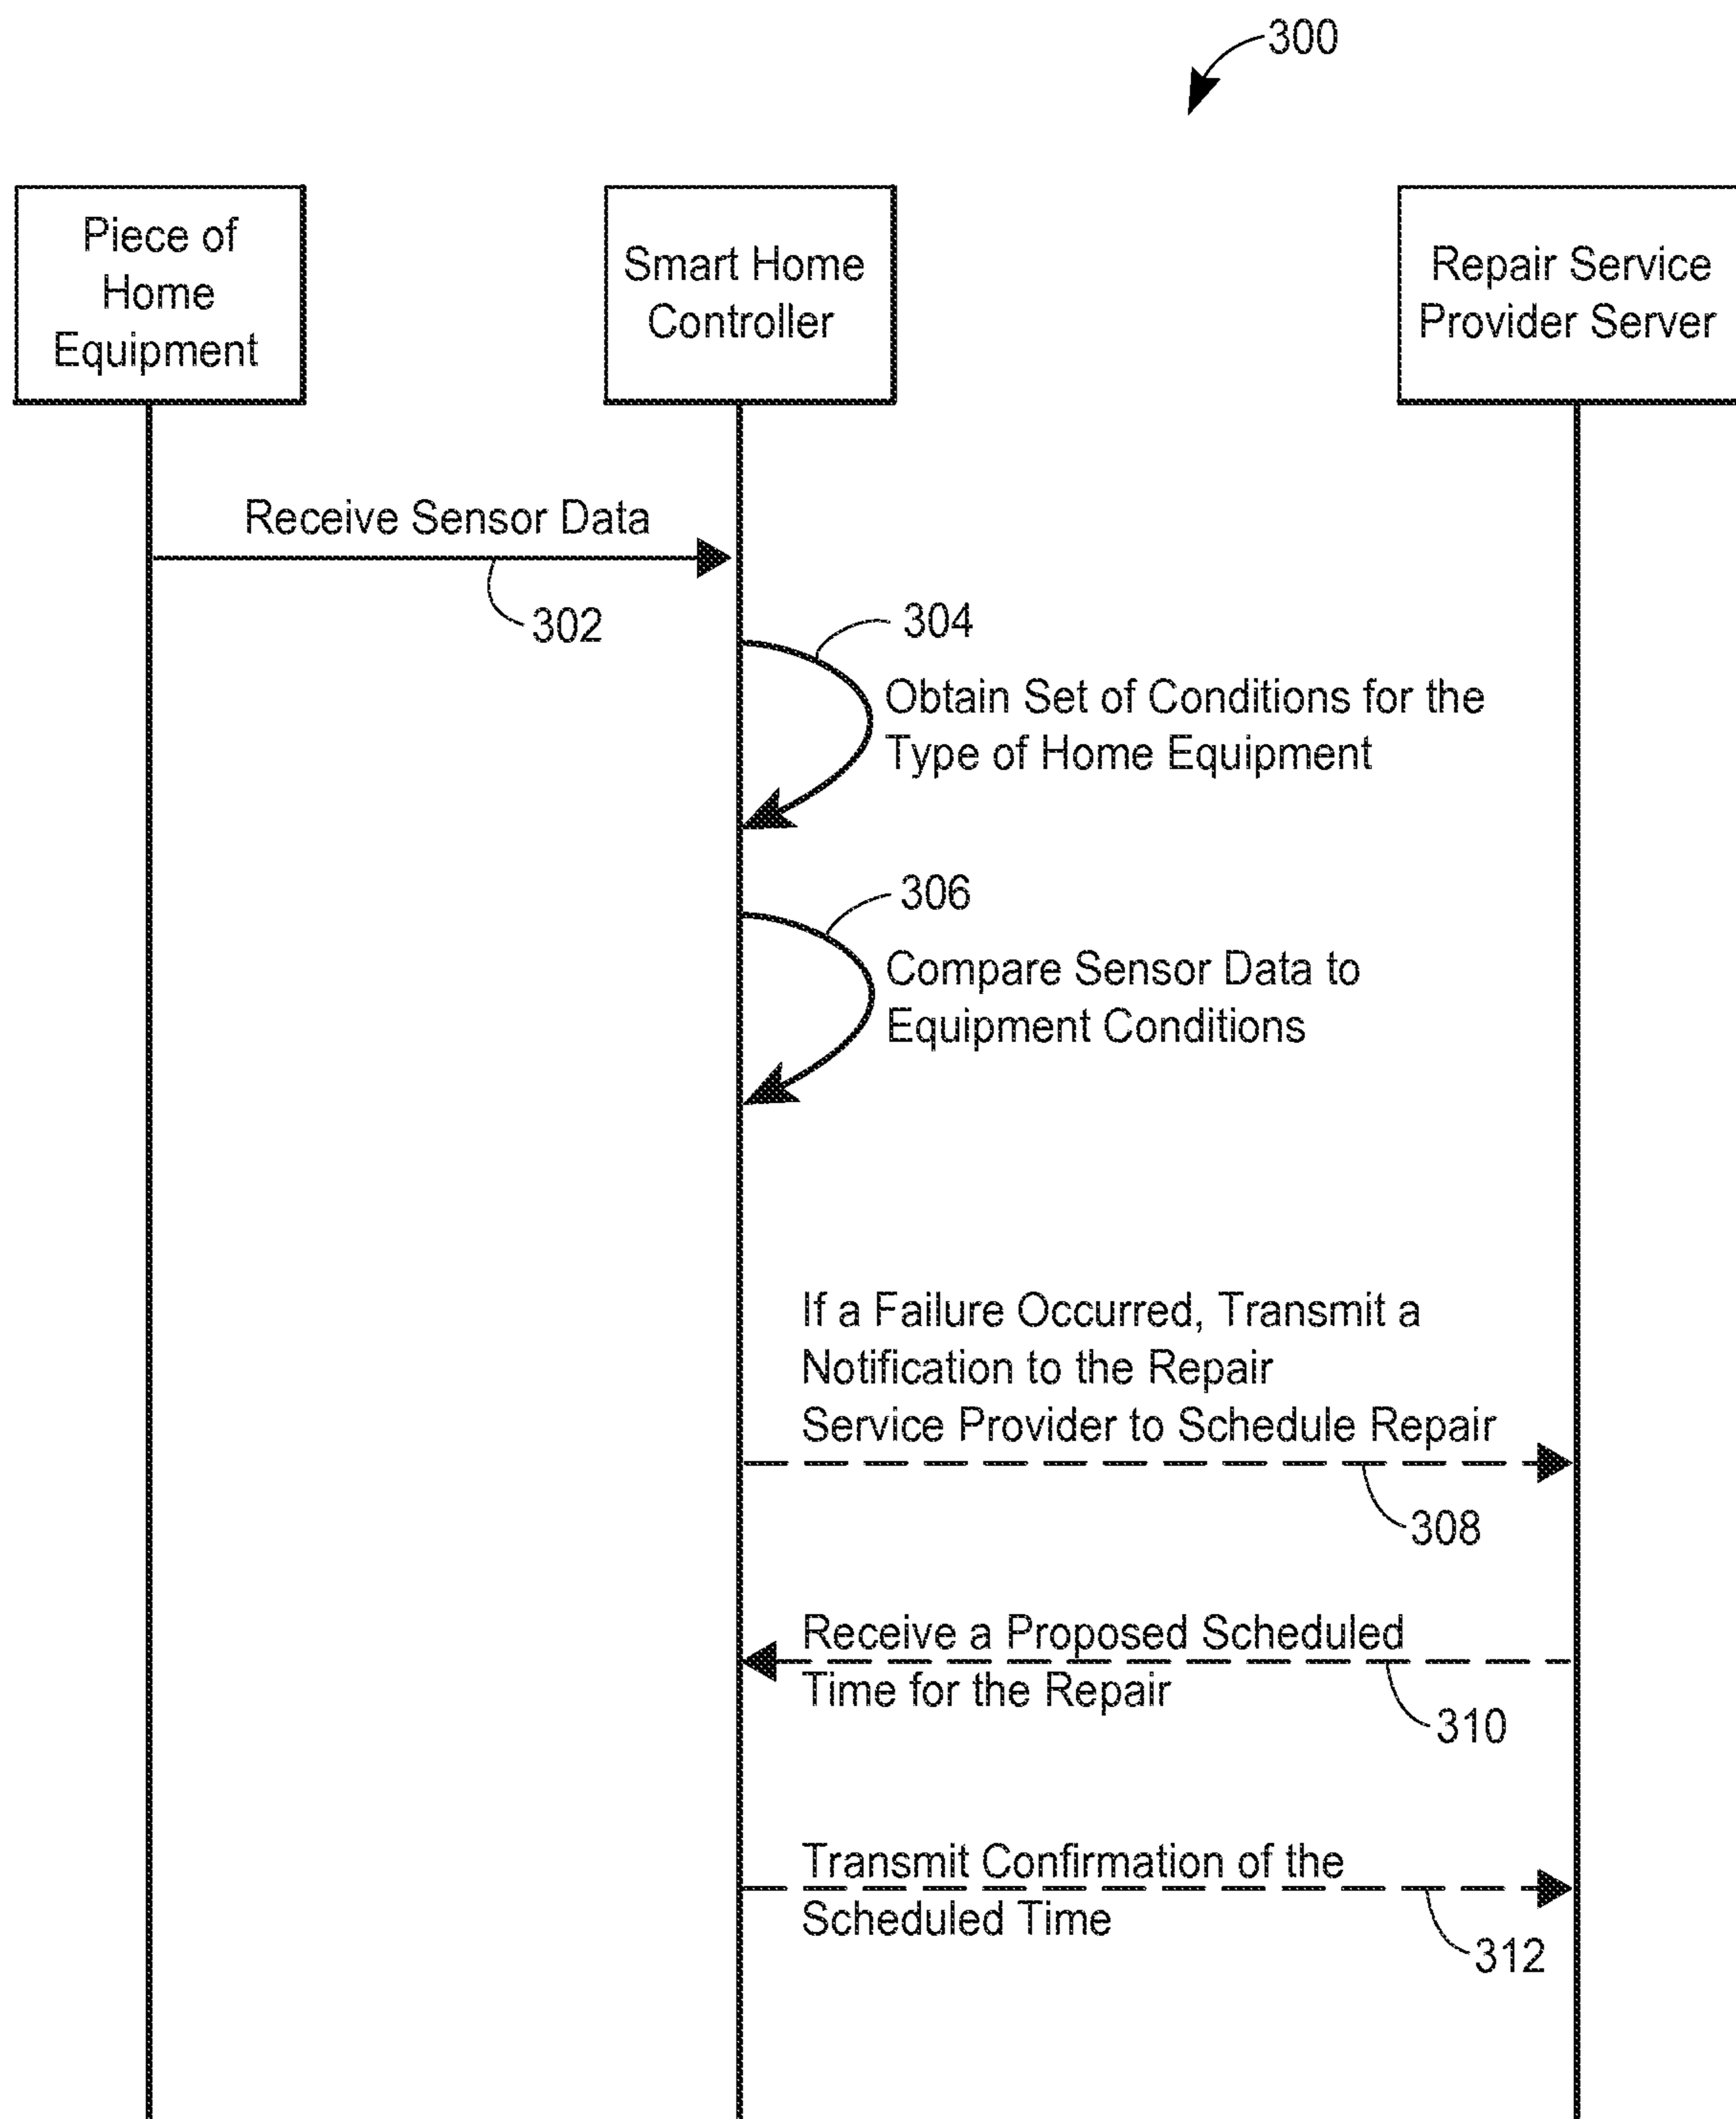 300
Piece of
Home
Equipment
Smart Home
Controller
Repair Service
Provider Server
Receive Sensor Data
302
304
Obtain Set of Conditions for the
Type of Home Equipment
306
Compare Sensor Data to
Equipment Conditions
If a Failure Occurred, Transmit a
Notification to the Repair
Service Provider to Schedule Repair
308
Receive a Proposed Scheduled
Time for the Repair
310
Transmit Confirmation of the
Scheduled Time
312